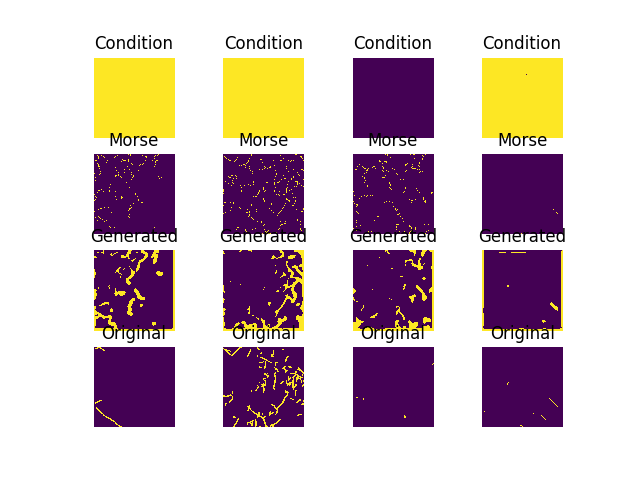 Condition Condition Condition Condition
Morse Morse Morse Morse
Generated Generated Generated Generated
Original Original Original Original